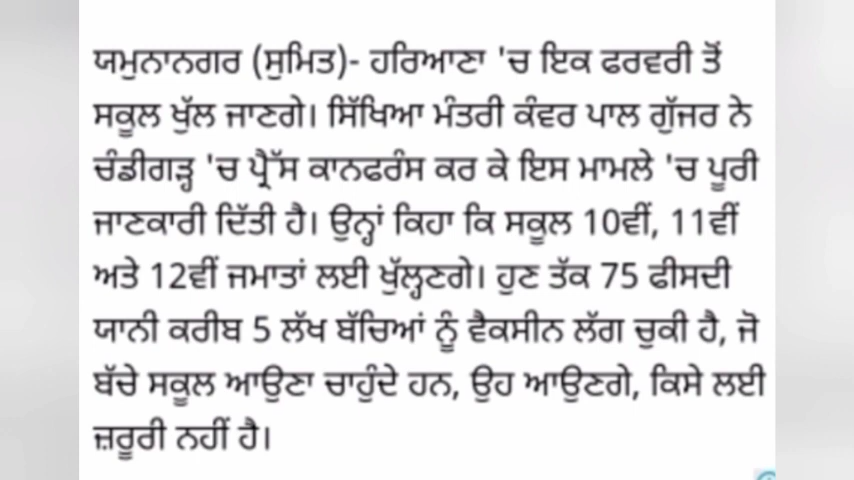 ਯਮੁਨਾਨਗਰ (ਸੁਮਿਤ)- ਹਰਿਆਣਾ 'ਚ ਇਕ ਫਰਵਰੀ ਤੋਂ
ਸਕੂਲ ਖੁੱਲ ਜਾਣਗੇ। ਸਿੱਖਿਆ ਮੰਤਰੀ ਕੰਵਰ ਪਾਲ ਗੁੱਜਰ ਨੇ
ਚੰਡੀਗੜ੍ਹ 'ਚ ਪ੍ਰੈੱਸ ਕਾਨਫਰੰਸ ਕਰ ਕੇ ਇਸ ਮਾਮਲੇ 'ਚ ਪੂਰੀ
ਜਾਣਕਾਰੀ ਦਿੱਤੀ ਹੈ। ਉਨ੍ਹਾਂ ਕਿਹਾ ਕਿ ਸਕੂਲ 10ਵੀਂ, 11ਵੀਂ
ਅਤੇ 12ਵੀਂ ਜਮਾਤਾਂ ਲਈ ਖੁੱਲ੍ਹਣਗੇ। ਹੁਣ ਤੱਕ 75 ਫੀਸਦੀ
ਯਾਨੀ ਕਰੀਬ 5 ਲੱਖ ਬੱਚਿਆਂ ਨੂੰ ਵੈਕਸੀਨ ਲੱਗ ਚੁਕੀ ਹੈ, ਜੋ
ਬੱਚੇ ਸਕੂਲ ਆਉਣਾ ਚਾਹੁੰਦੇ ਹਨ, ਉਹ ਆਉਣਗੇ, ਕਿਸੇ ਲਈ
ਜ਼ਰੂਰੀ ਨਹੀਂ ਹੈ।